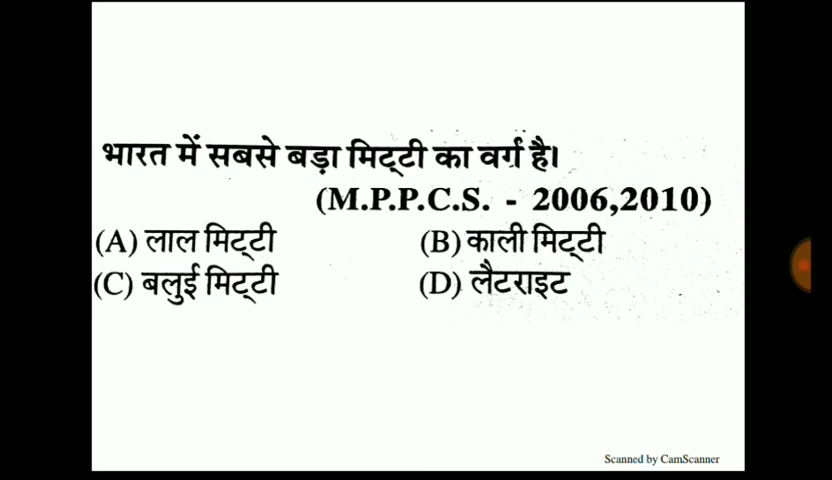 भारत में सबसे बड़ा मिट्टी का वर्ग है।
(M.P.P.C.S. - 2006,2010)
(A) लाल मिट्टी (B) काली मिट्टी
(C) बलुई मिट्टी (D) लैटराइट
Scanned by CamScanner